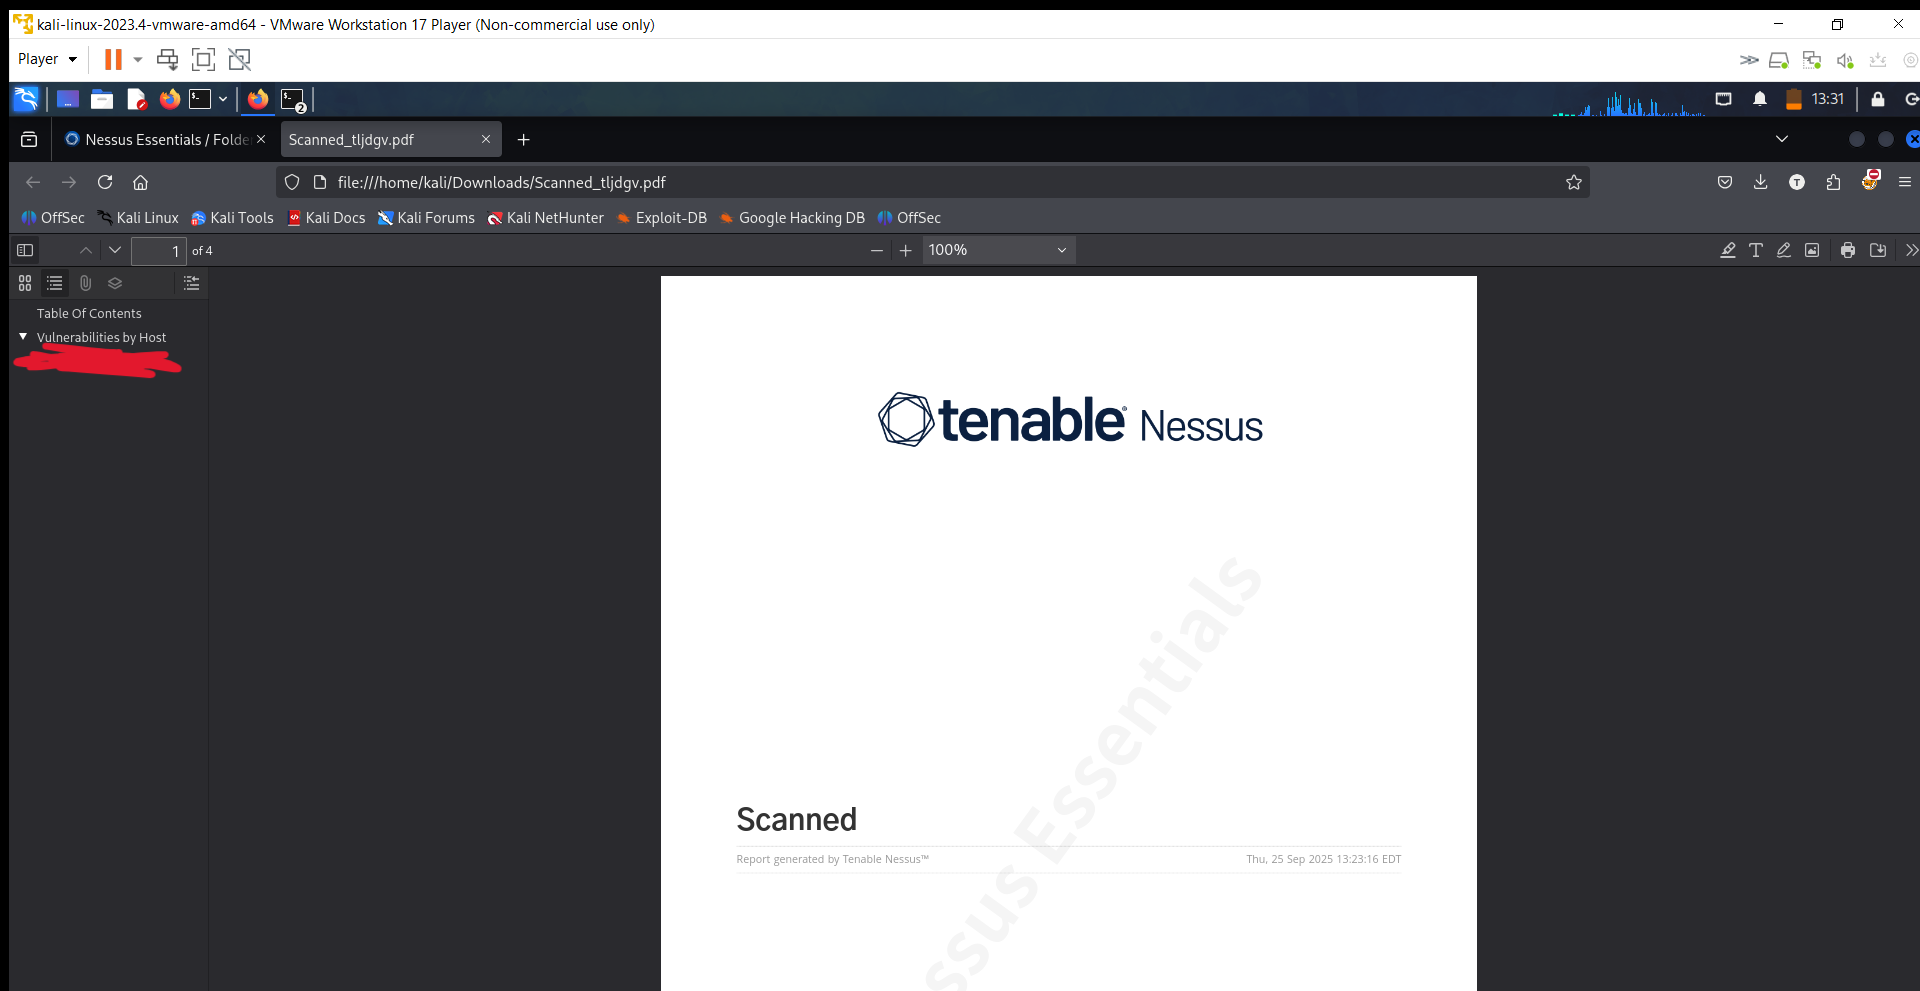 kali-linux-2023.4-vmware-amd64 - VMware Workstation 17 Player (Non-commercial use only)
Player
2
13:31
Nessus Essentials / Folde
Scanned_tljdgv.pdf
file:///home/kali/Downloads/Scanned_tljdgv.pdf
T
OffSec
Kali Linux
Kali Tools
Kali Docs
Kali Forums
Kali NetHunter
Exploit-DB
Google Hacking DB
OffSec
1 of 4
100%
Table Of Contents
Vulnerabilities by Host
tenable® Nessus
Scanned
Report generated by Tenable Nessus™
Thu, 25 Sep 2025 13:23:16 EDT
ssus Essentials